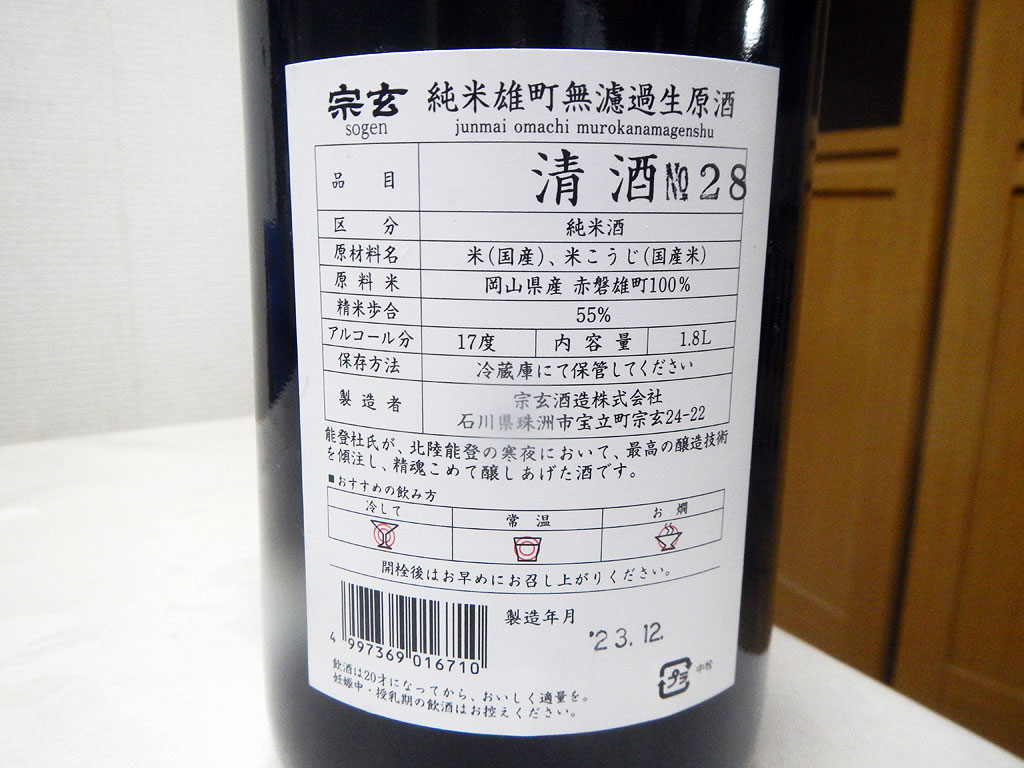 宗玄 純米雄町無濾過生原酒
sogen junmai omachi murokanamagenshu
品目 清酒 № 28
区分 純米酒
原材料名 米(国産)、米こうじ(国産米)
原料米 岡山県産 赤磐雄町100%
精米歩合 55%
アルコール分 17度 内容量 1.8L
保存方法 冷蔵庫にて保管してください
製造者 宗玄酒造株式会社
石川県珠洲市宝立町宗玄24-22
能登杜氏が、北陸能登の寒夜において、最高の醸造技術
を傾注し、精魂こめて醸しあげた酒です。
■おすすめの飲み方
冷して 常温 お燗
開栓後はお早めにお召し上がりください。
製造年月
'23.12.
4 997369 016710
プラ 中栓
飲酒は20才になってから、おいしく適量を。
妊娠中・授乳期の飲酒はお控えください。